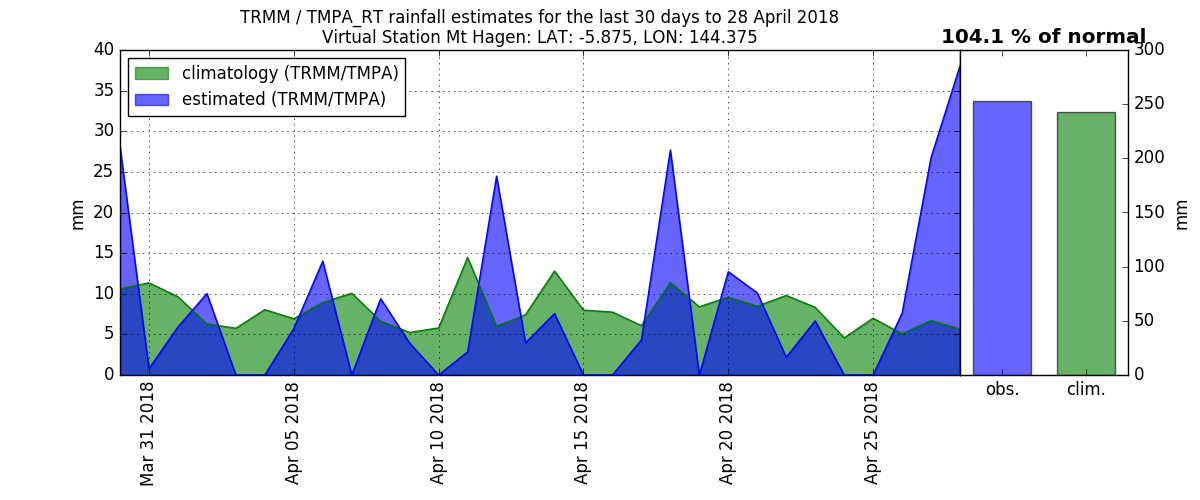 TRMM / TMPA_RT rainfall estimates for the last 30 days to 28 April 2018
Virtual Station Mt Hagen: LAT: -5.875, LON: 144.375
104.1 % of normal
climatology (TRMM/TMPA)
estimated (TRMM/TMPA)
40
35
30
25
20
15
10
5
0
mm
Mar 31 2018
Apr 05 2018
Apr 10 2018
Apr 15 2018
Apr 20 2018
Apr 25 2018
obs.
clim.
300
250
200
150
100
50
0
mm